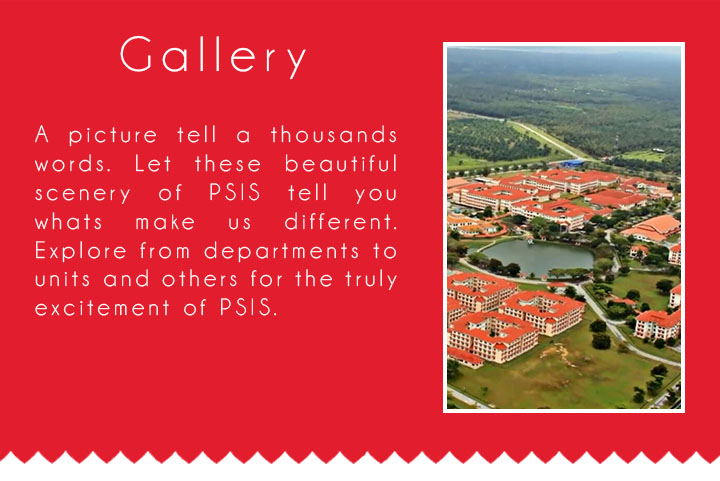 Gallery
A picture tell a thousands
words. Let these beautiful
scenery of PSIS tell you
whats make us different.
Explore from departments to
units and others for the truly
excitement of PSIS.